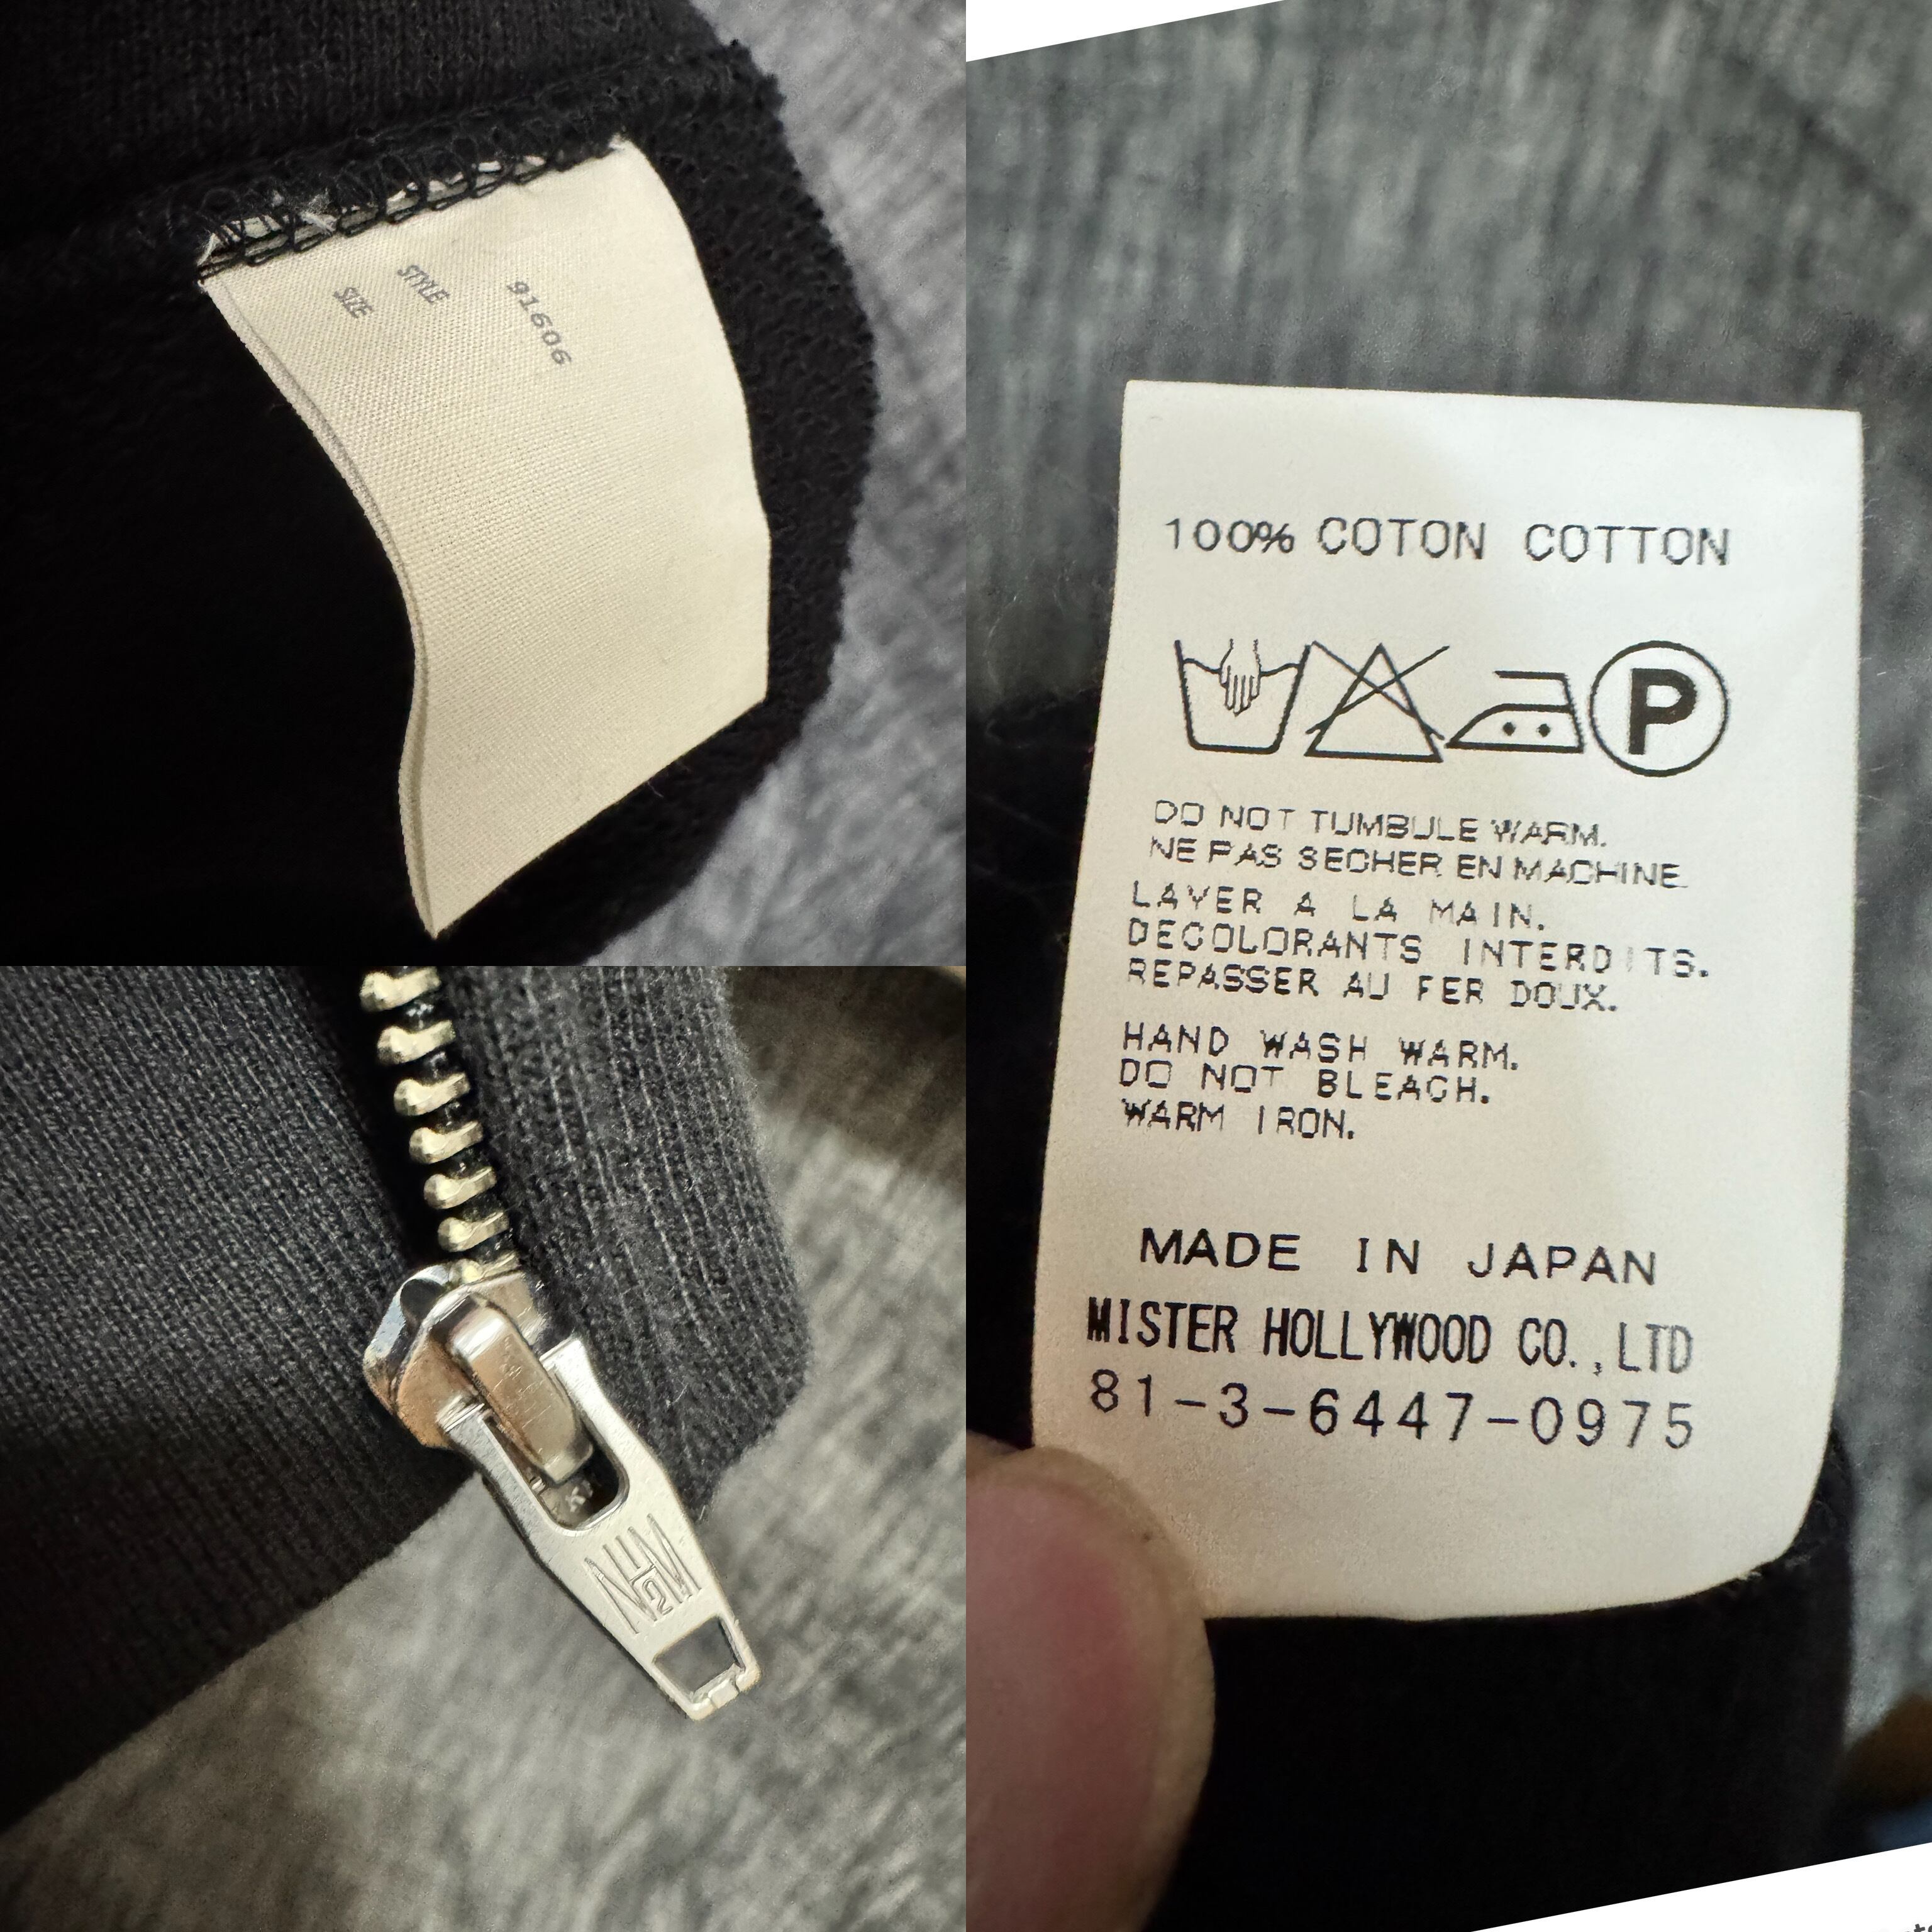 STYLE 91606
SIZE
100% COTON COTTON
P
DO NOT TUMBULE WARM.
NE PAS SECHER EN MACHINE
LAVER A LA MAIN.
DECOLORANTS INTERDITS.
REPASSER AU FER DOUX.
HAND WASH WARM.
DO NOT BLEACH.
WARM IRON.
MADE IN JAPAN
MISTER HOLLYWOOD CO.,LTD
81-3-6447-0975